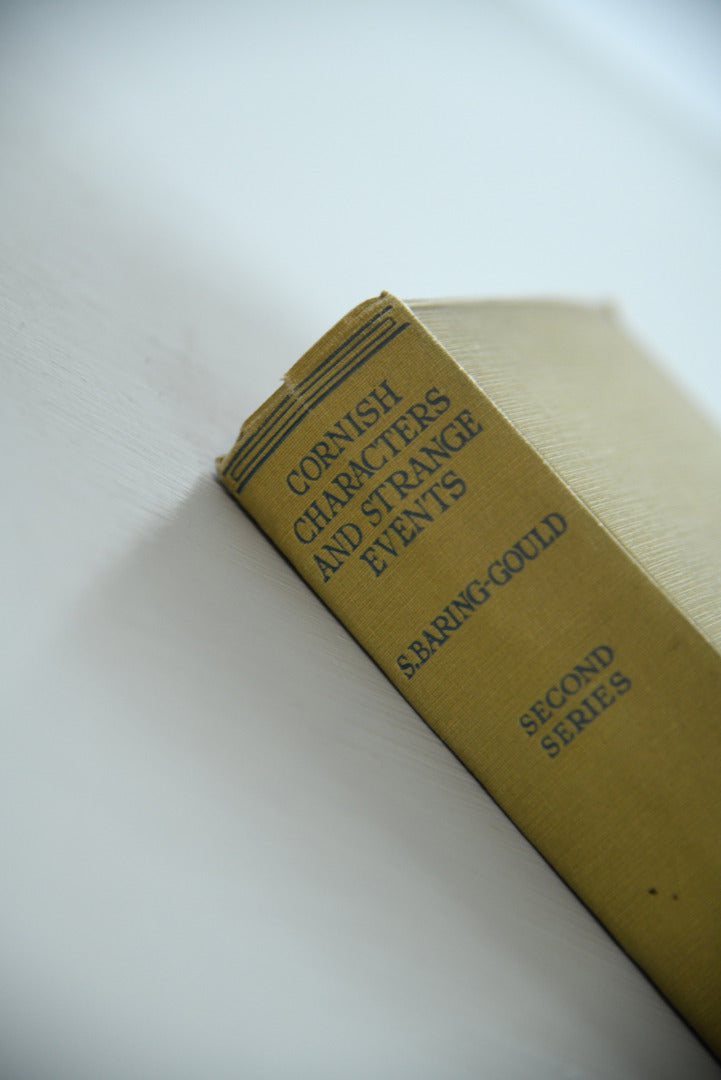 CORNISH
CHARACTERS
AND STRANGE
EVENTS
S. BARING-GOULD
SECOND
SERIES